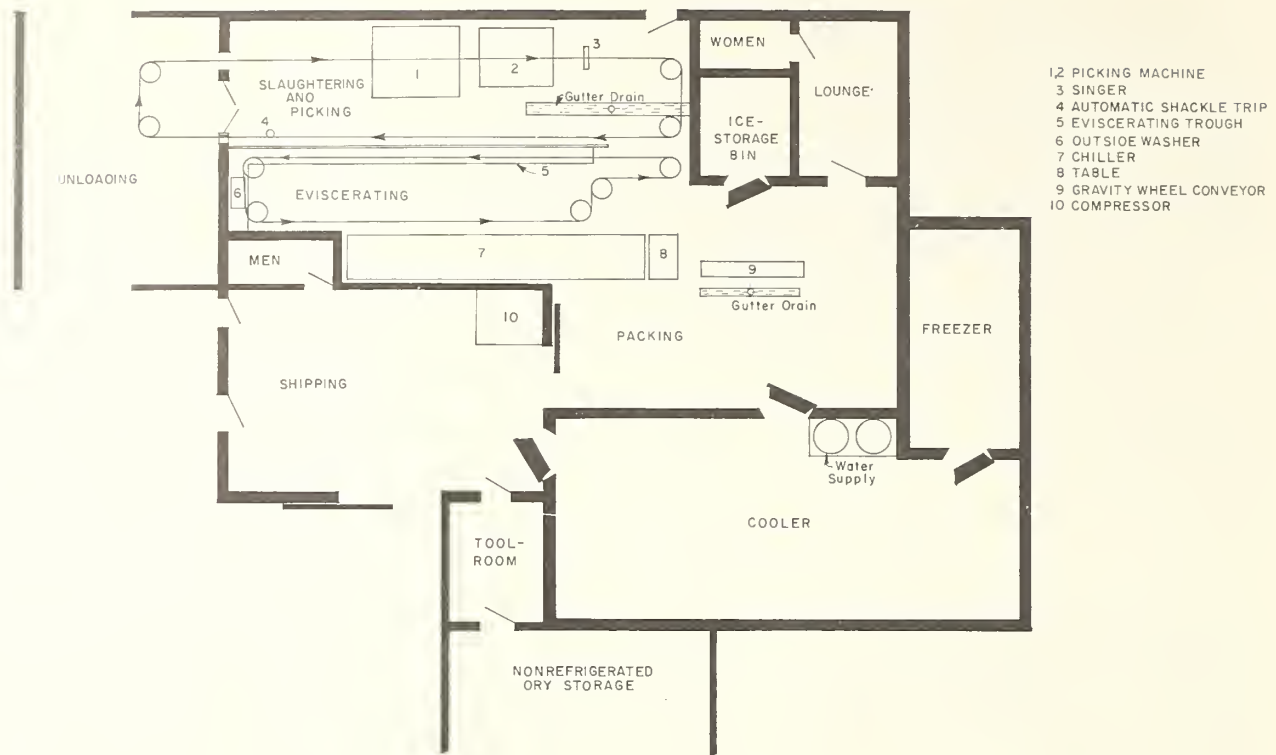 WOMEN
3
1
2
SLAUGHTERING
AND
PICKING
Gutter Drain
LOUNGE
4
ICE-
STORAGE
BIN
UNLOADING
5
6
EVISCERATING
MEN
7
8
9
Gutter Drain
10
PACKING
FREEZER
SHIPPING
Water
Supply
COOLER
TOOL-
ROOM
NONREFRIGERATED
DRY STORAGE
1,2 PICKING MACHINE
3 SINGER
4 AUTOMATIC SHACKLE TRIP
5 EVISCERATING TROUGH
6 OUTSIDE WASHER
7 CHILLER
8 TABLE
9 GRAVITY WHEEL CONVEYOR
10 COMPRESSOR